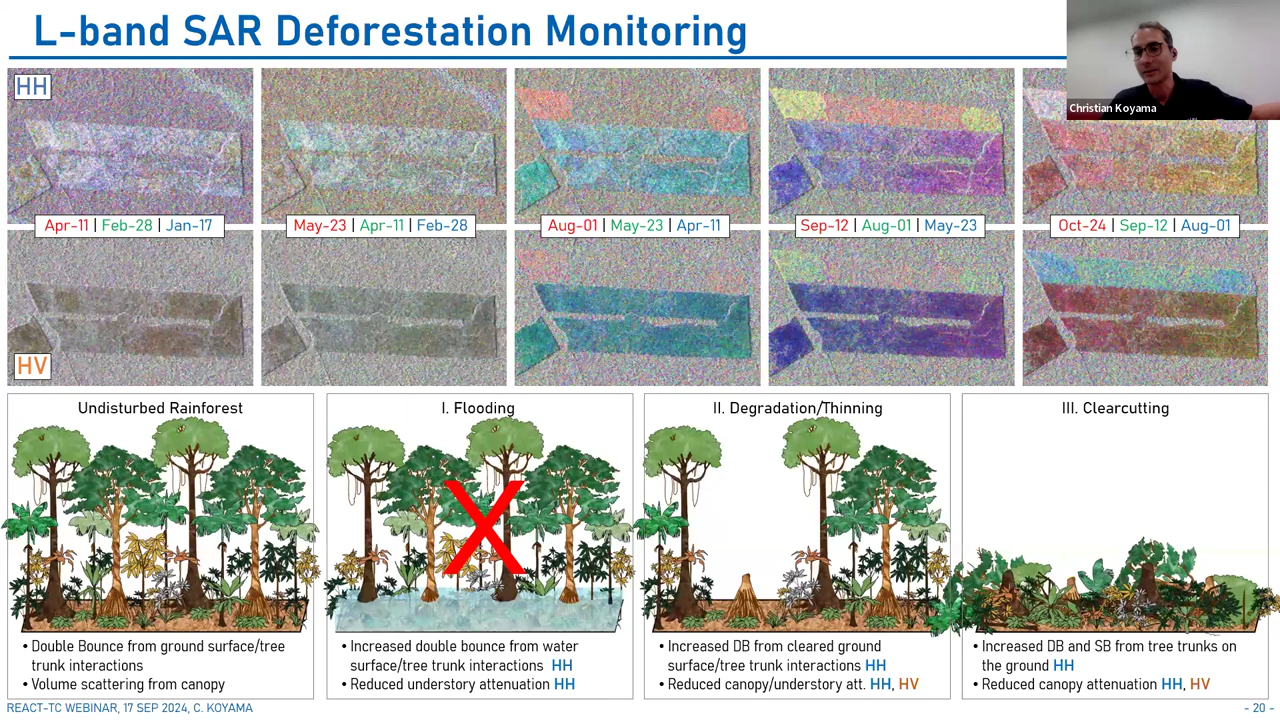 L-band SAR Deforestation Monitoring
Christian Koyama
HH
Apr-11 | Feb-28 | Jan-17
May-23 | Apr-11 | Feb-28
Aug-01 | May-23 | Apr-11
Sep-12 | Aug-01 | May-23
Oct-24 | Sep-12 | Aug-01
HV
Undisturbed Rainforest
• Double Bounce from ground surface/tree
trunk interactions
• Volume scattering from canopy
I. Flooding
X
• Increased double bounce from water
surface/tree trunk interactions HH
• Reduced understory attenuation HH
II. Degradation/Thinning
• Increased DB from cleared ground
surface/tree trunk interactions HH
• Reduced canopy/understory att. HH, HV
III. Clearcutting
• Increased DB and SB from tree trunks on
the ground HH
• Reduced canopy attenuation HH, HV
REACT-TC WEBINAR, 17 SEP 2024, C. KOYAMA
- 20 -